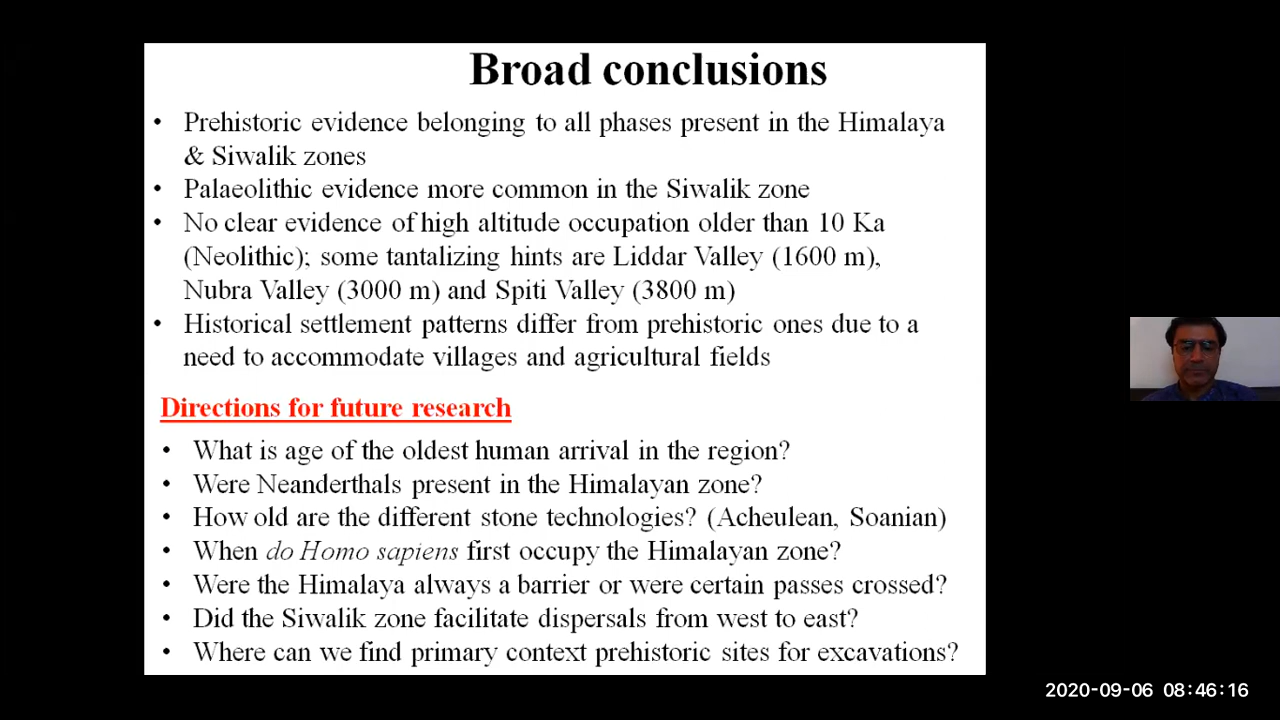 Broad conclusions
• Prehistoric evidence belonging to all phases present in the Himalaya
& Siwalik zones
• Palaeolithic evidence more common in the Siwalik zone
• No clear evidence of high altitude occupation older than 10 Ka
(Neolithic); some tantalizing hints are Liddar Valley (1600 m),
Nubra Valley (3000 m) and Spiti Valley (3800 m)
• Historical settlement patterns differ from prehistoric ones due to a
need to accommodate villages and agricultural fields
Directions for future research
• What is age of the oldest human arrival in the region?
• Were Neanderthals present in the Himalayan zone?
• How old are the different stone technologies? (Acheulean, Soanian)
• When do Homo sapiens first occupy the Himalayan zone?
• Were the Himalaya always a barrier or were certain passes crossed?
• Did the Siwalik zone facilitate dispersals from west to east?
• Where can we find primary context prehistoric sites for excavations?
2020-09-06 08:46:16